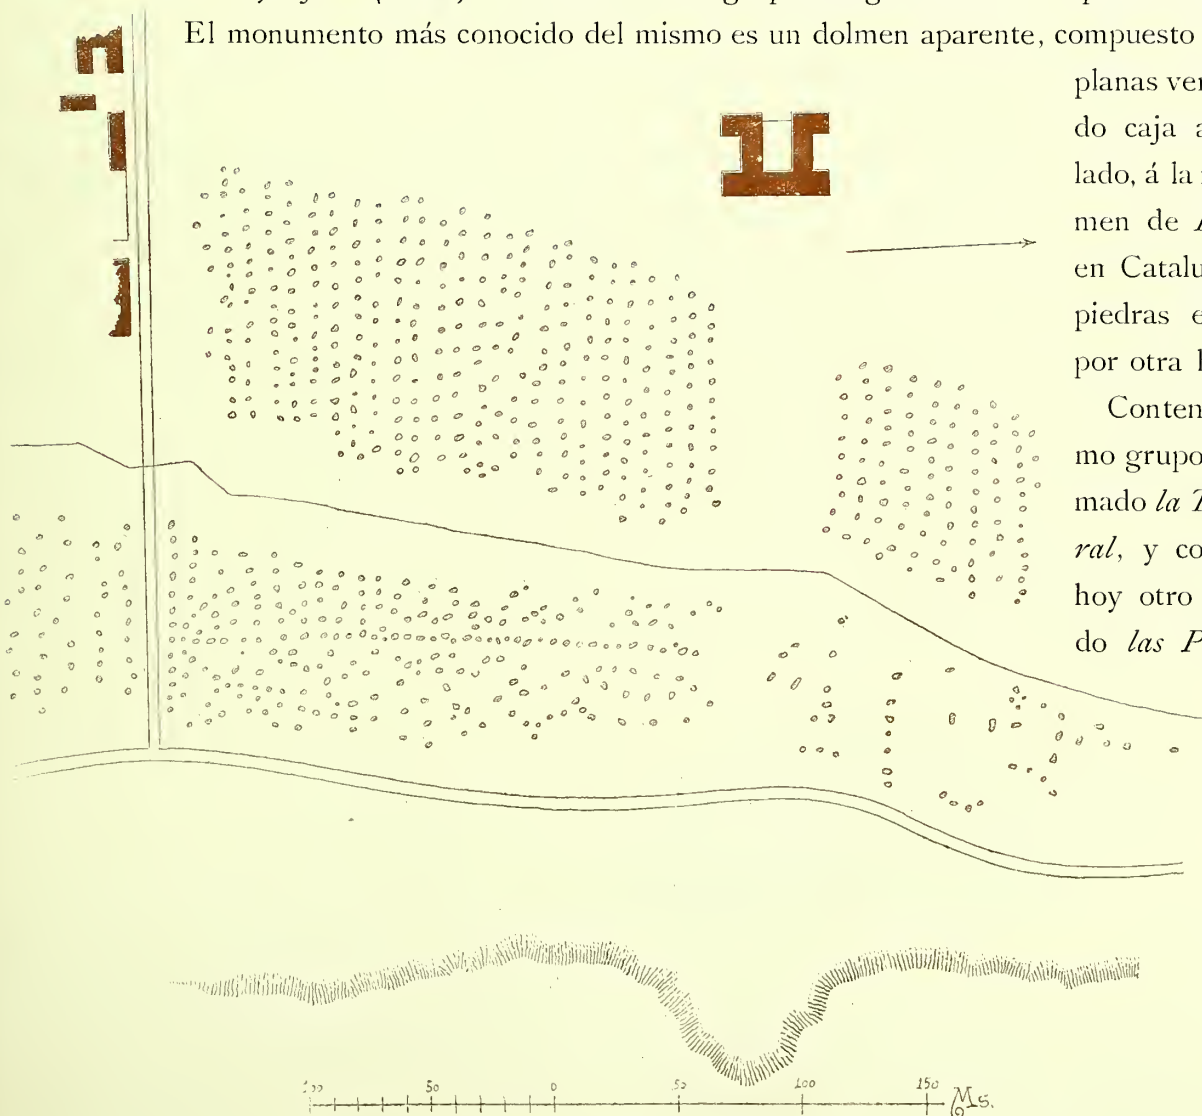 El monumento más conocido del mismo es un dolmen aparente, compuesto
planas ver
do caja a
lado, á la
men de
en Catalu
piedras e
por otra l
Conten
mo grupo
mado la
ral, y co
hoy otro
do las P
50 0 50 100 150 Ms.